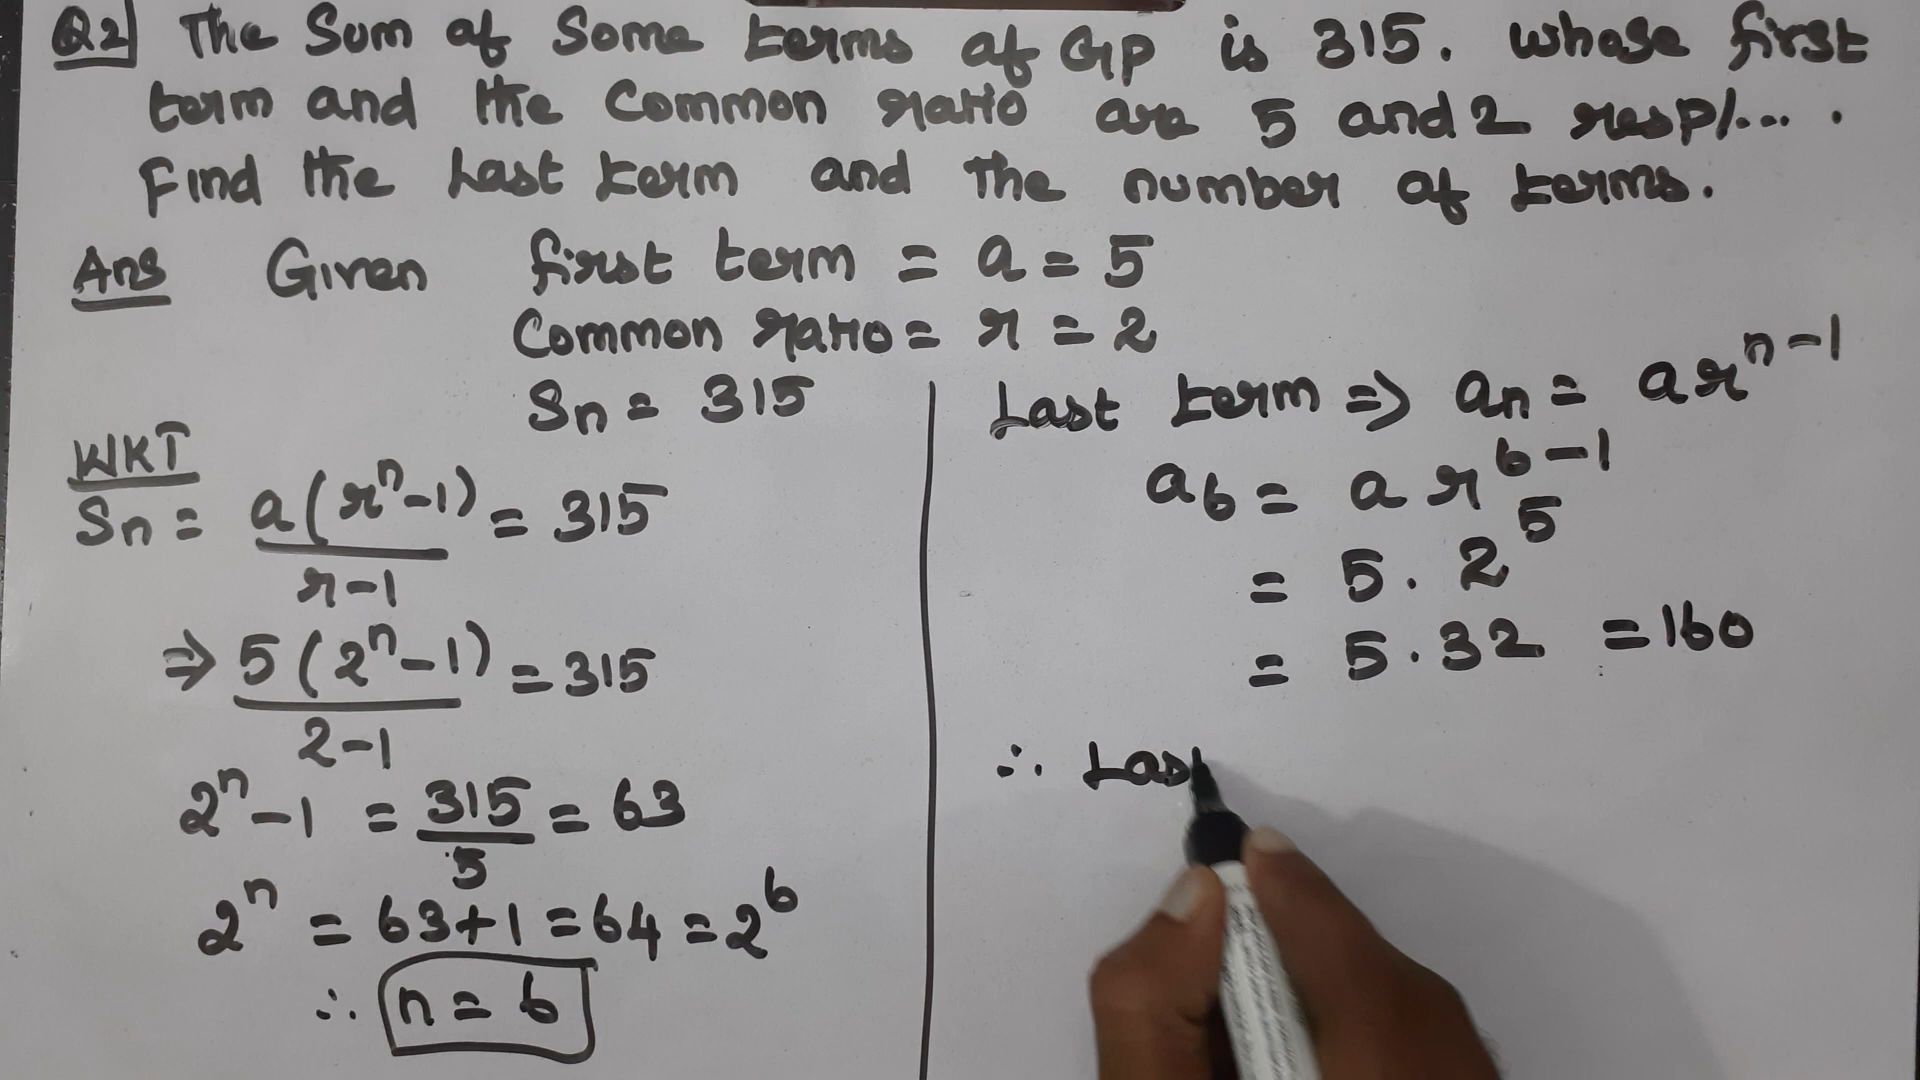 Q2 The Sum of Some terms of GP is 315. whose first
term and the Common ratio are 5 and 2 resp/... .
Find the Last term and the number of terms.
Ans Given first term = a = 5
Common ratio = r = 2
Sn = 315
WKT
Sn = a(r^n-1)/r-1 = 315
⇒ 5(2^n-1)/2-1 = 315
2^n-1 = 315/5 = 63
2^n = 63+1 = 64 = 2^6
∴ n = 6
Last term ⇒ an = ar^n-1
a6 = a r^6-1
= 5 . 2^5
= 5 . 32 = 160
∴ Las